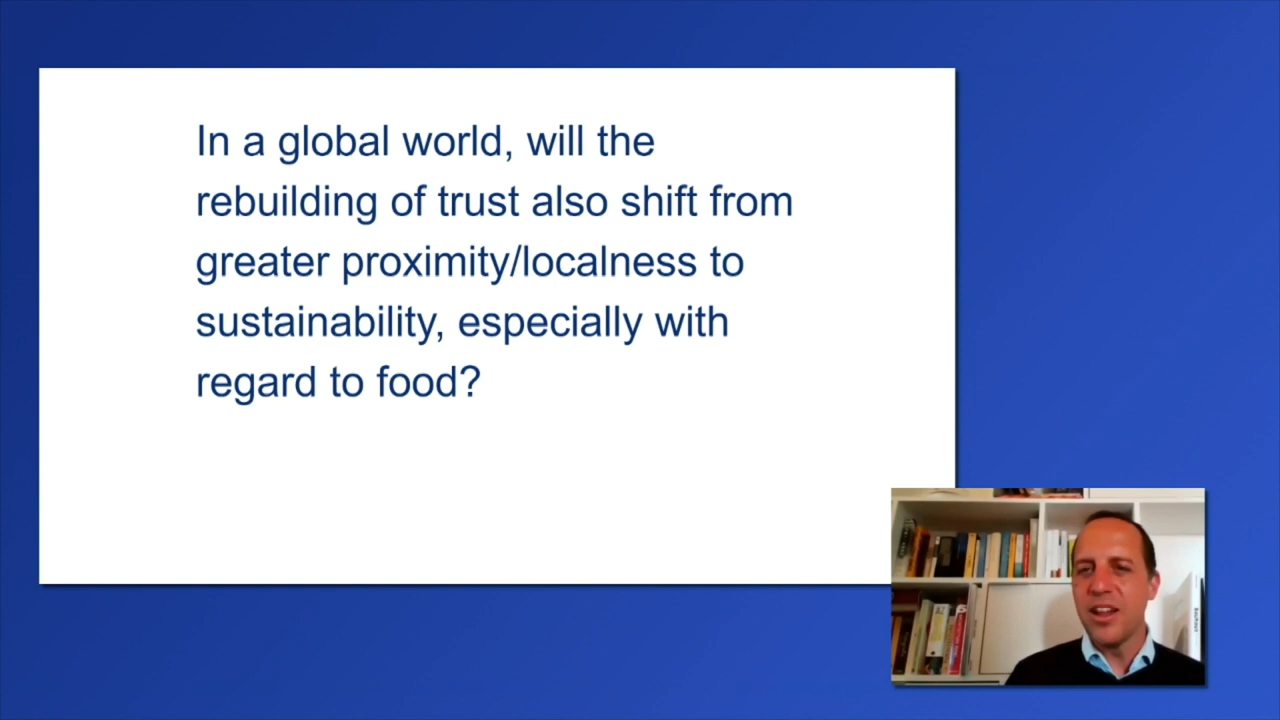 In a global world, will the
rebuilding of trust also shift from
greater proximity/localness to
sustainability, especially with
regard to food?